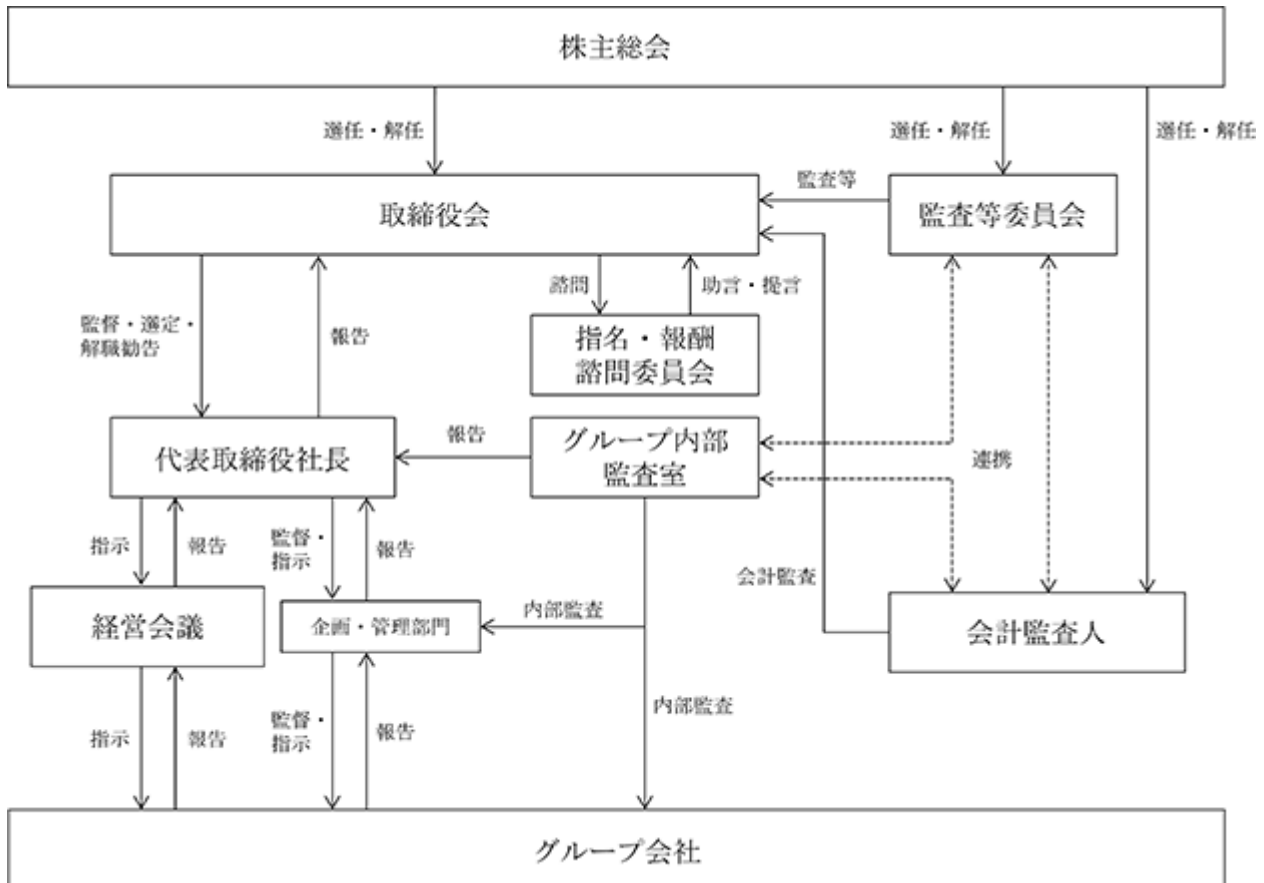 株主総会
選任・解任
選任・解任
選任・解任
監査等
取締役会
監査等委員会
諮問
助言・提言
監督・選定・
解職勧告
報告
指名・報酬
諮問委員会
代表取締役社長
報告
グループ内部
監査室
連携
指示
報告
監督・
指示
報告
会計監査
経営会議
企画・管理部門
内部監査
会計監査人
指示
報告
監督・
指示
報告
内部監査
グループ会社